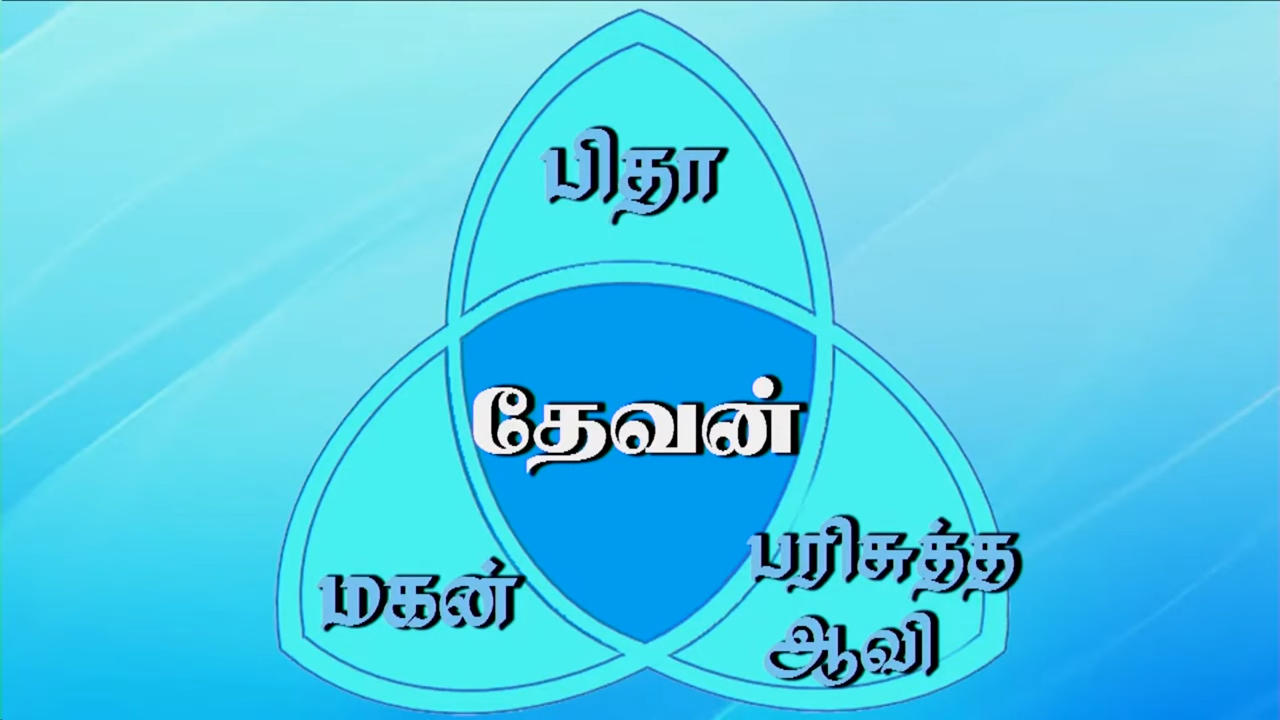 பிதா
தேவன்
மகன்
பரிசுத்த
ஆவி